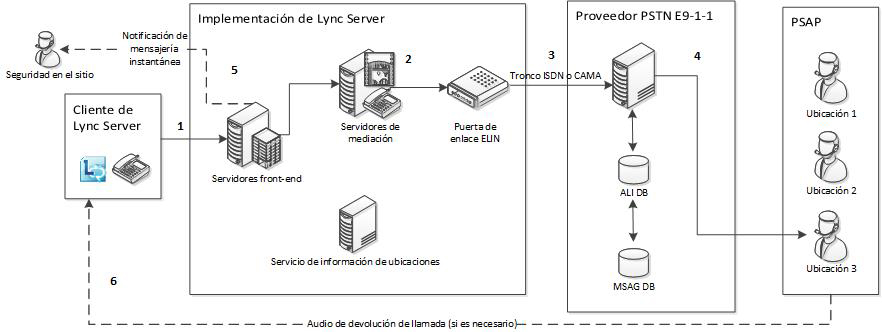 Implementación de Lync Server
Proveedor PSTN E9-1-1
PSAP
Notificación de
mensajería
instantánea
Seguridad en el sitio
5
2
3
4
Tronco ISDN o CAMA
Cliente de
Lync Server
1
L
Servidores front-end
Servidores de
mediación
Puerta de
enlace ELIN
Ubicación 1
ALI DB
Ubicación 2
Servicio de información de ubicaciones
MSAG DB
Ubicación 3
6
Audio de devolución de llamada (si es necesario)